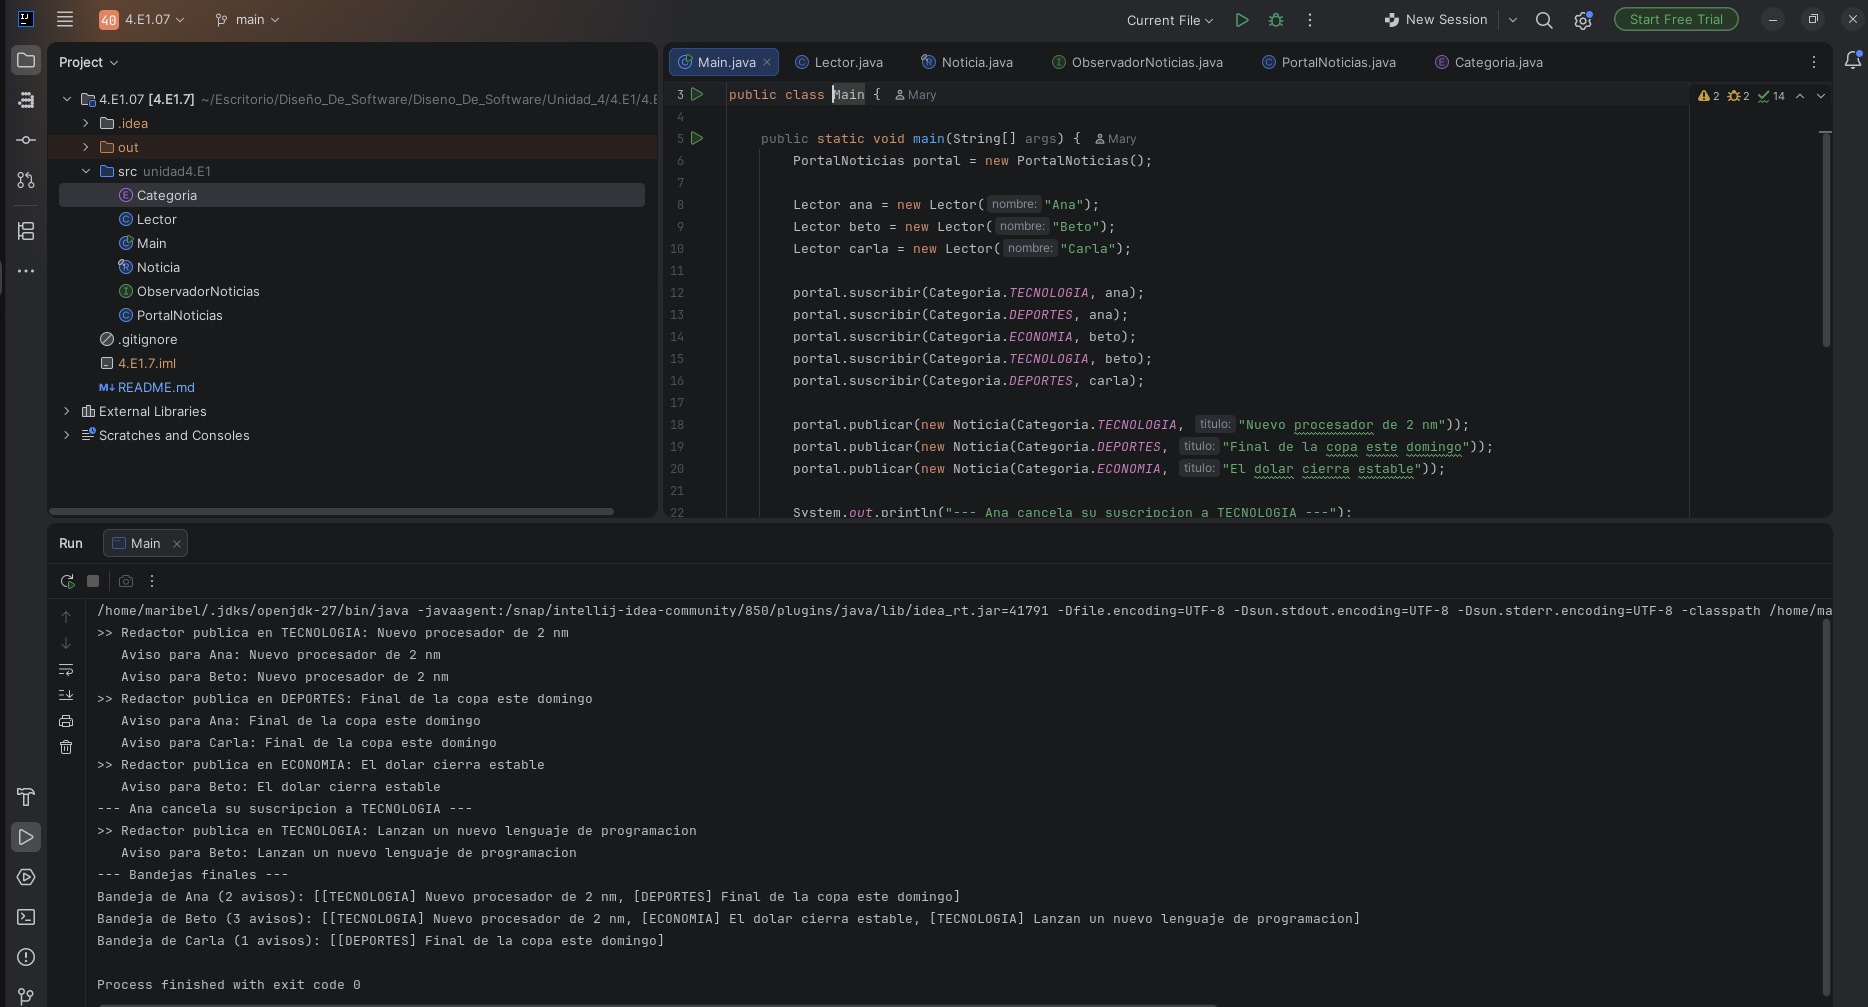 40 4.E1.07 main Current File New Session Start Free Trial
Project
4.E1.07 [4.E1.7] ~/Escritorio/Diseño_De_Software/Diseno_De_Software/Unidad_4/4.E1/4.E
.idea
out
src unidad4.E1
Categoria
Lector
Main
Noticia
ObservadorNoticias
PortalNoticias
.gitignore
4.E1.7.iml
README.md
External Libraries
Scratches and Consoles
Main.java Lector.java Noticia.java ObservadorNoticias.java PortalNoticias.java Categoria.java
3 public class Main { Mary
2 2 14
4
5 public static void main(String[] args) { Mary
6 PortalNoticias portal = new PortalNoticias();
7
8 Lector ana = new Lector( nombre: "Ana");
9 Lector beto = new Lector( nombre: "Beto");
10 Lector carla = new Lector( nombre: "Carla");
11
12 portal.suscribir(Categoria.TECNOLOGIA, ana);
13 portal.suscribir(Categoria.DEPORTES, ana);
14 portal.suscribir(Categoria.ECONOMIA, beto);
15 portal.suscribir(Categoria.TECNOLOGIA, beto);
16 portal.suscribir(Categoria.DEPORTES, carla);
17
18 portal.publicar(new Noticia(Categoria.TECNOLOGIA, titulo: "Nuevo procesador de 2 nm"));
19 portal.publicar(new Noticia(Categoria.DEPORTES, titulo: "Final de la copa este domingo"));
20 portal.publicar(new Noticia(Categoria.ECONOMIA, titulo: "El dolar cierra estable"));
21
22 System.out.println("--- Ana cancela su suscripcion a TECNOLOGIA ---");
Run Main
/home/maribel/.jdks/openjdk-27/bin/java -javaagent:/snap/intellij-idea-community/850/plugins/java/lib/idea_rt.jar=41791 -Dfile.encoding=UTF-8 -Dsun.stdout.encoding=UTF-8 -Dsun.stderr.encoding=UTF-8 -classpath /home/ma
>> Redactor publica en TECNOLOGIA: Nuevo procesador de 2 nm
Aviso para Ana: Nuevo procesador de 2 nm
Aviso para Beto: Nuevo procesador de 2 nm
>> Redactor publica en DEPORTES: Final de la copa este domingo
Aviso para Ana: Final de la copa este domingo
Aviso para Carla: Final de la copa este domingo
>> Redactor publica en ECONOMIA: El dolar cierra estable
Aviso para Beto: El dolar cierra estable
--- Ana cancela su suscripcion a TECNOLOGIA ---
>> Redactor publica en TECNOLOGIA: Lanzan un nuevo lenguaje de programacion
Aviso para Beto: Lanzan un nuevo lenguaje de programacion
--- Bandejas finales ---
Bandeja de Ana (2 avisos): [[TECNOLOGIA] Nuevo procesador de 2 nm, [DEPORTES] Final de la copa este domingo]
Bandeja de Beto (3 avisos): [[TECNOLOGIA] Nuevo procesador de 2 nm, [ECONOMIA] El dolar cierra estable, [TECNOLOGIA] Lanzan un nuevo lenguaje de programacion]
Bandeja de Carla (1 avisos): [[DEPORTES] Final de la copa este domingo]
Process finished with exit code 0